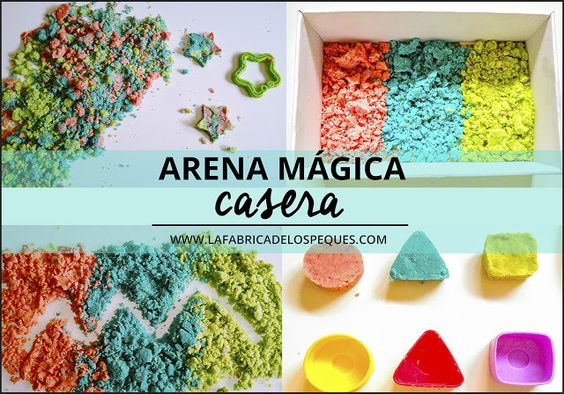 ARENA MÁGICA
casera
WWW.LAFABRICADELOSPEQUES.COM